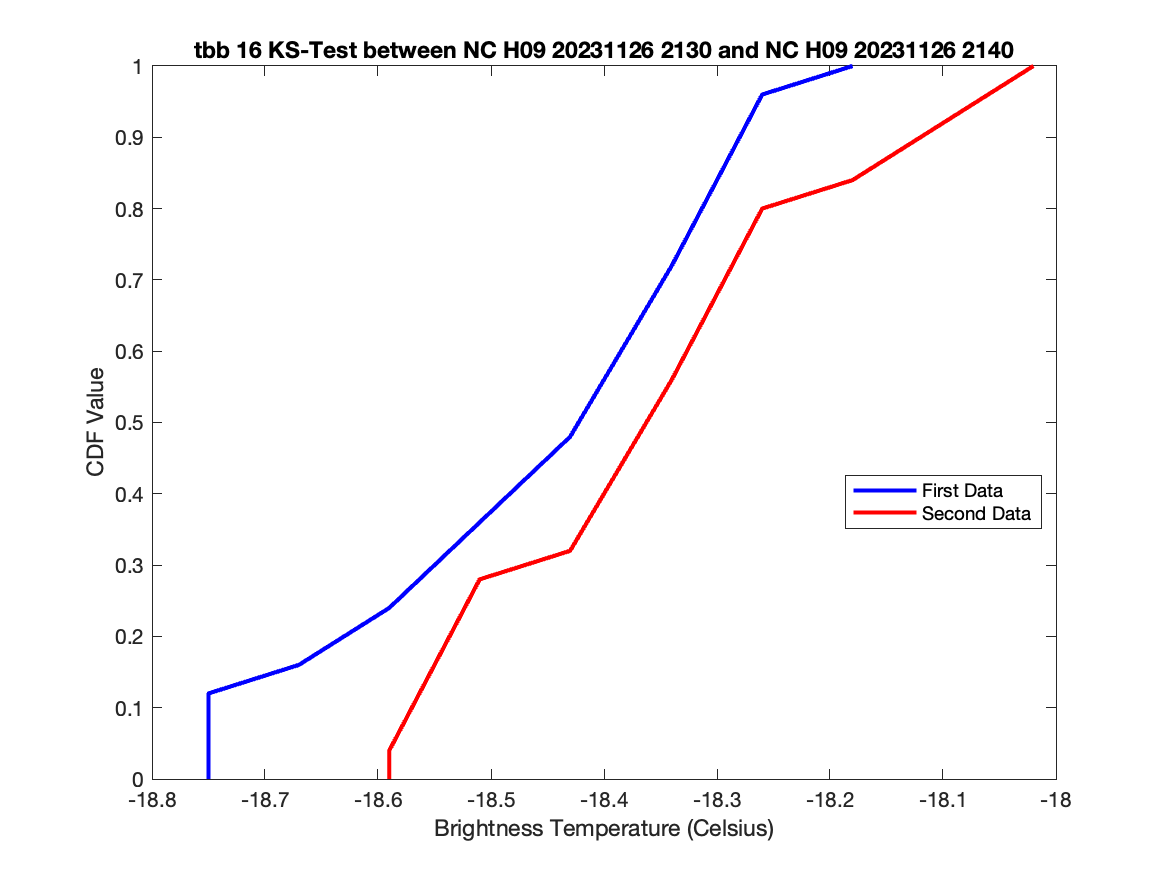 tbb 16 KS-Test between NC H09 20231126 2130 and NC H09 20231126 2140
1
0.9
0.8
0.7
0.6
0.5
0.4
0.3
0.2
0.1
0
CDF Value
First Data
Second Data
-18.8 -18.7 -18.6 -18.5 -18.4 -18.3 -18.2 -18.1 -18
Brightness Temperature (Celsius)